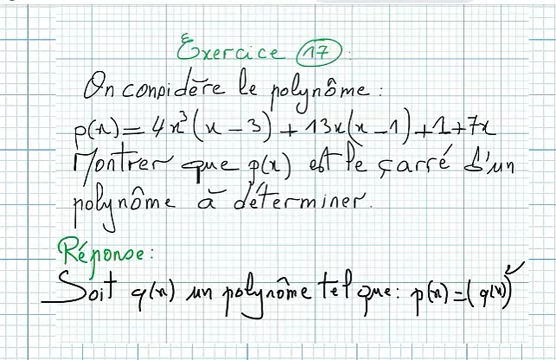 Exercice 17.
On considère le polynôme :
p(x) = 4x³(x – 3) + 13x(x – 1) + 1 + 7x
Montrer que p(x) est le çarré d'un
polynôme à déterminer.
Réponse :
Soit q(x) un polynôme tel que : p(x) = (q(x))²